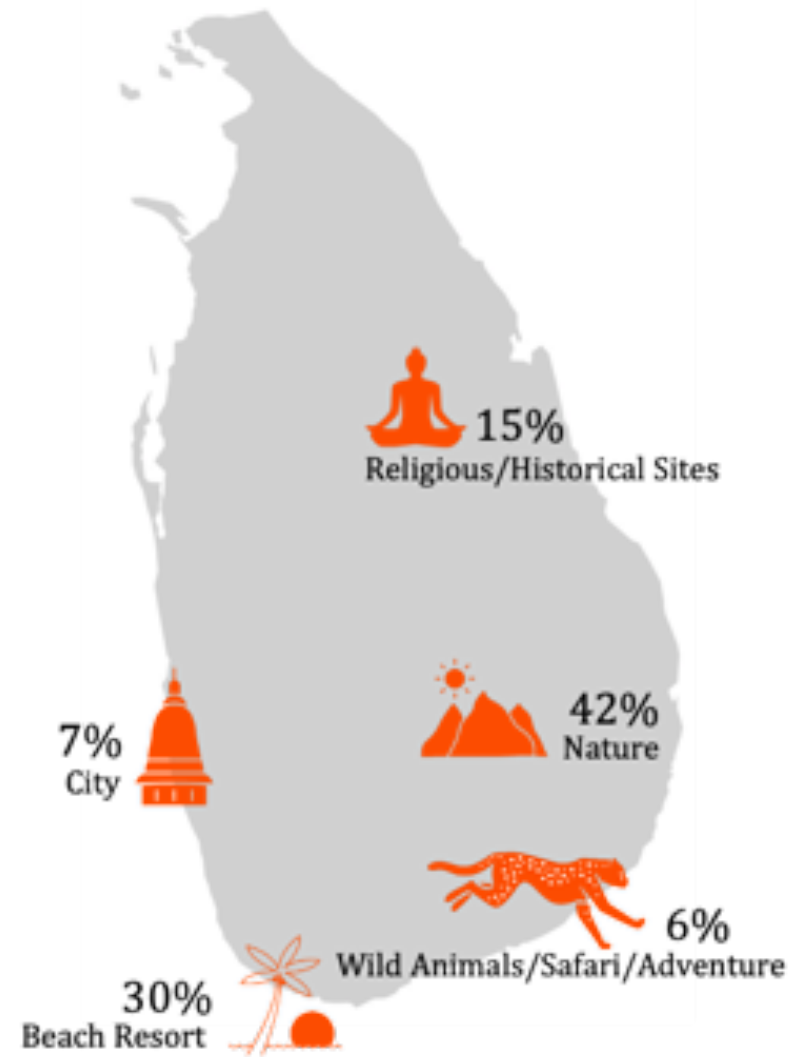 15%
Religious/Historical Sites
42%
Nature
7%
City
6%
Wild Animals/Safari/Adventure
30%
Beach Resort